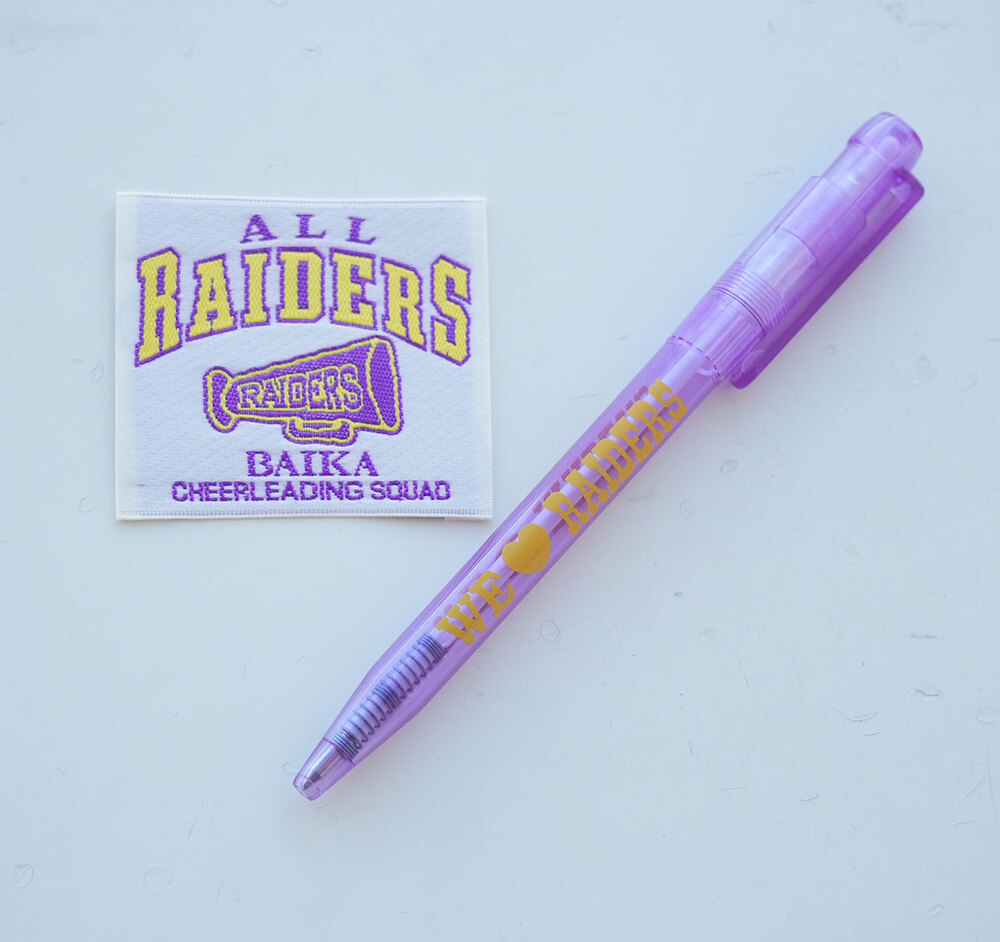 ALL
RAIDERS
RAIDERS
BAIKA
CHEERLEADING SQUAD
WE ♥ RAIDERS